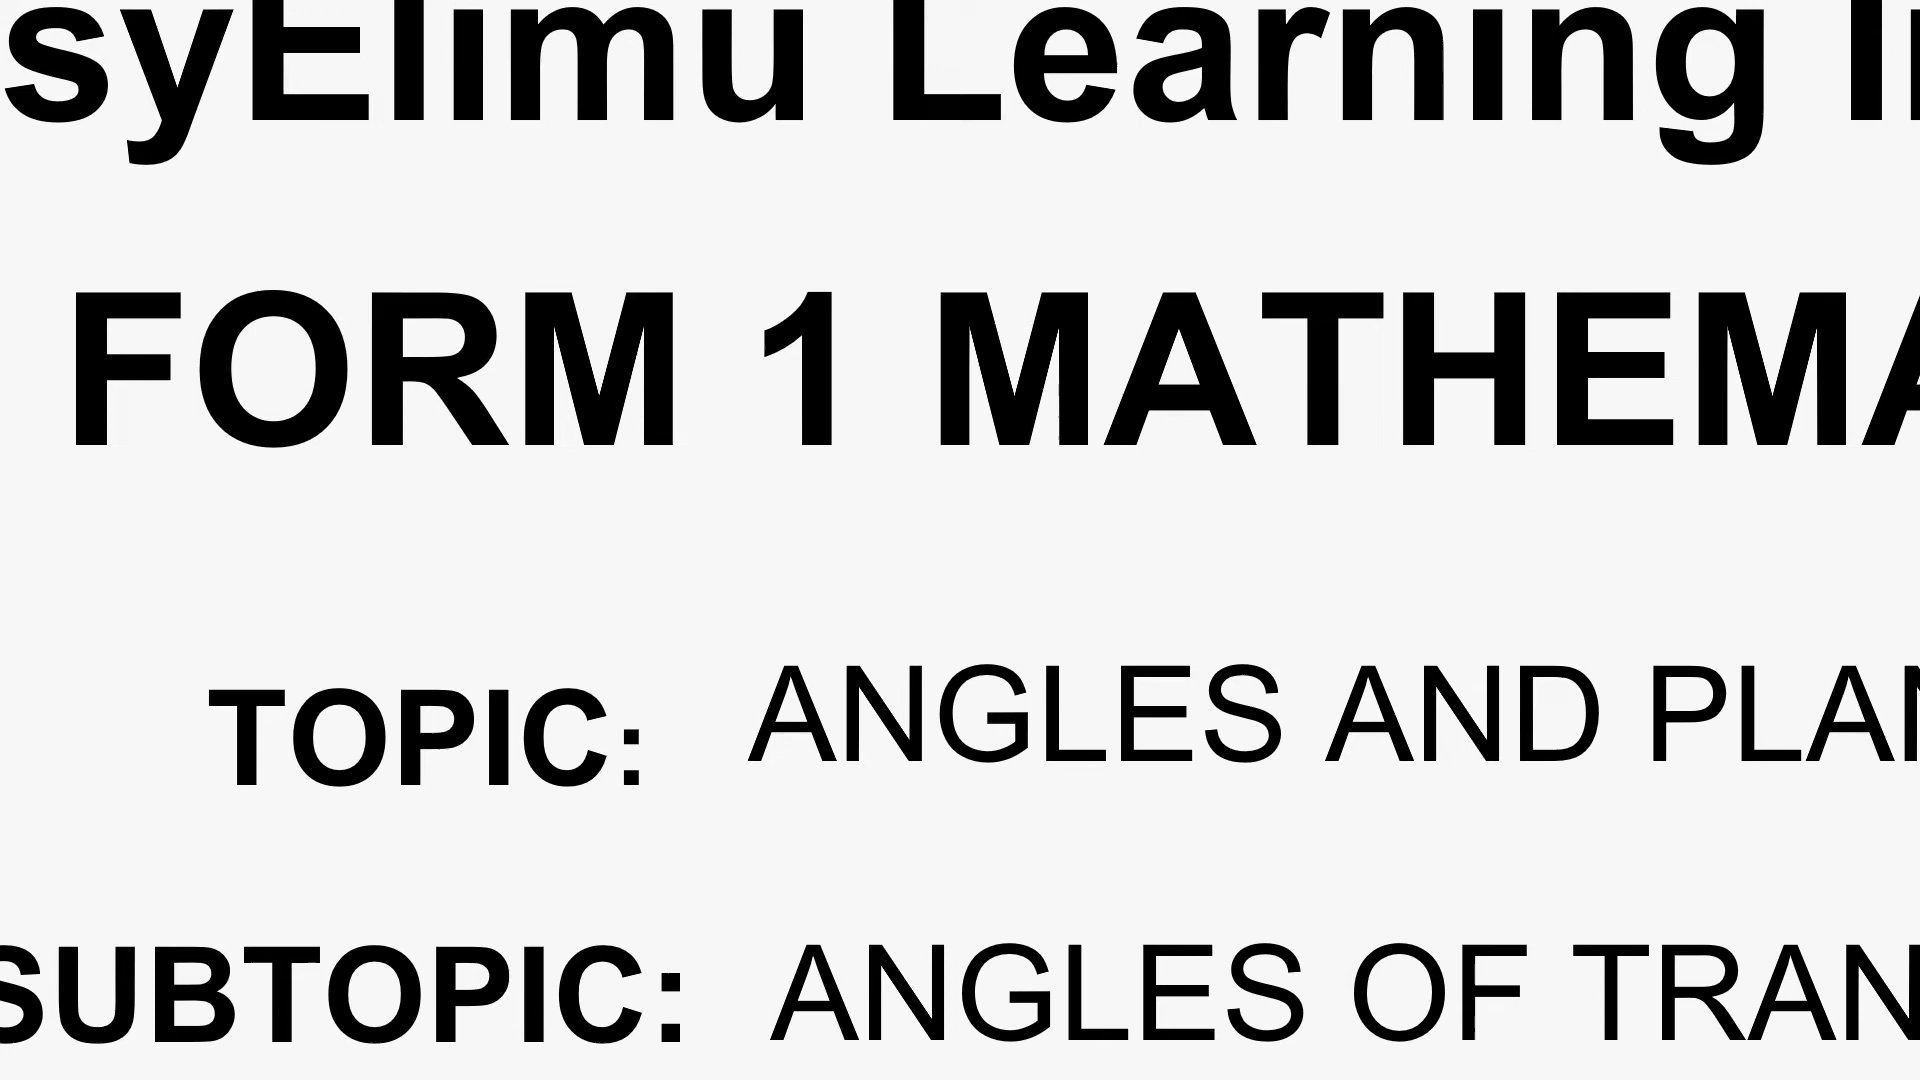 syElimu Learning I
FORM 1 MATHEMA
TOPIC: ANGLES AND PLAN
SUBTOPIC: ANGLES OF TRAN